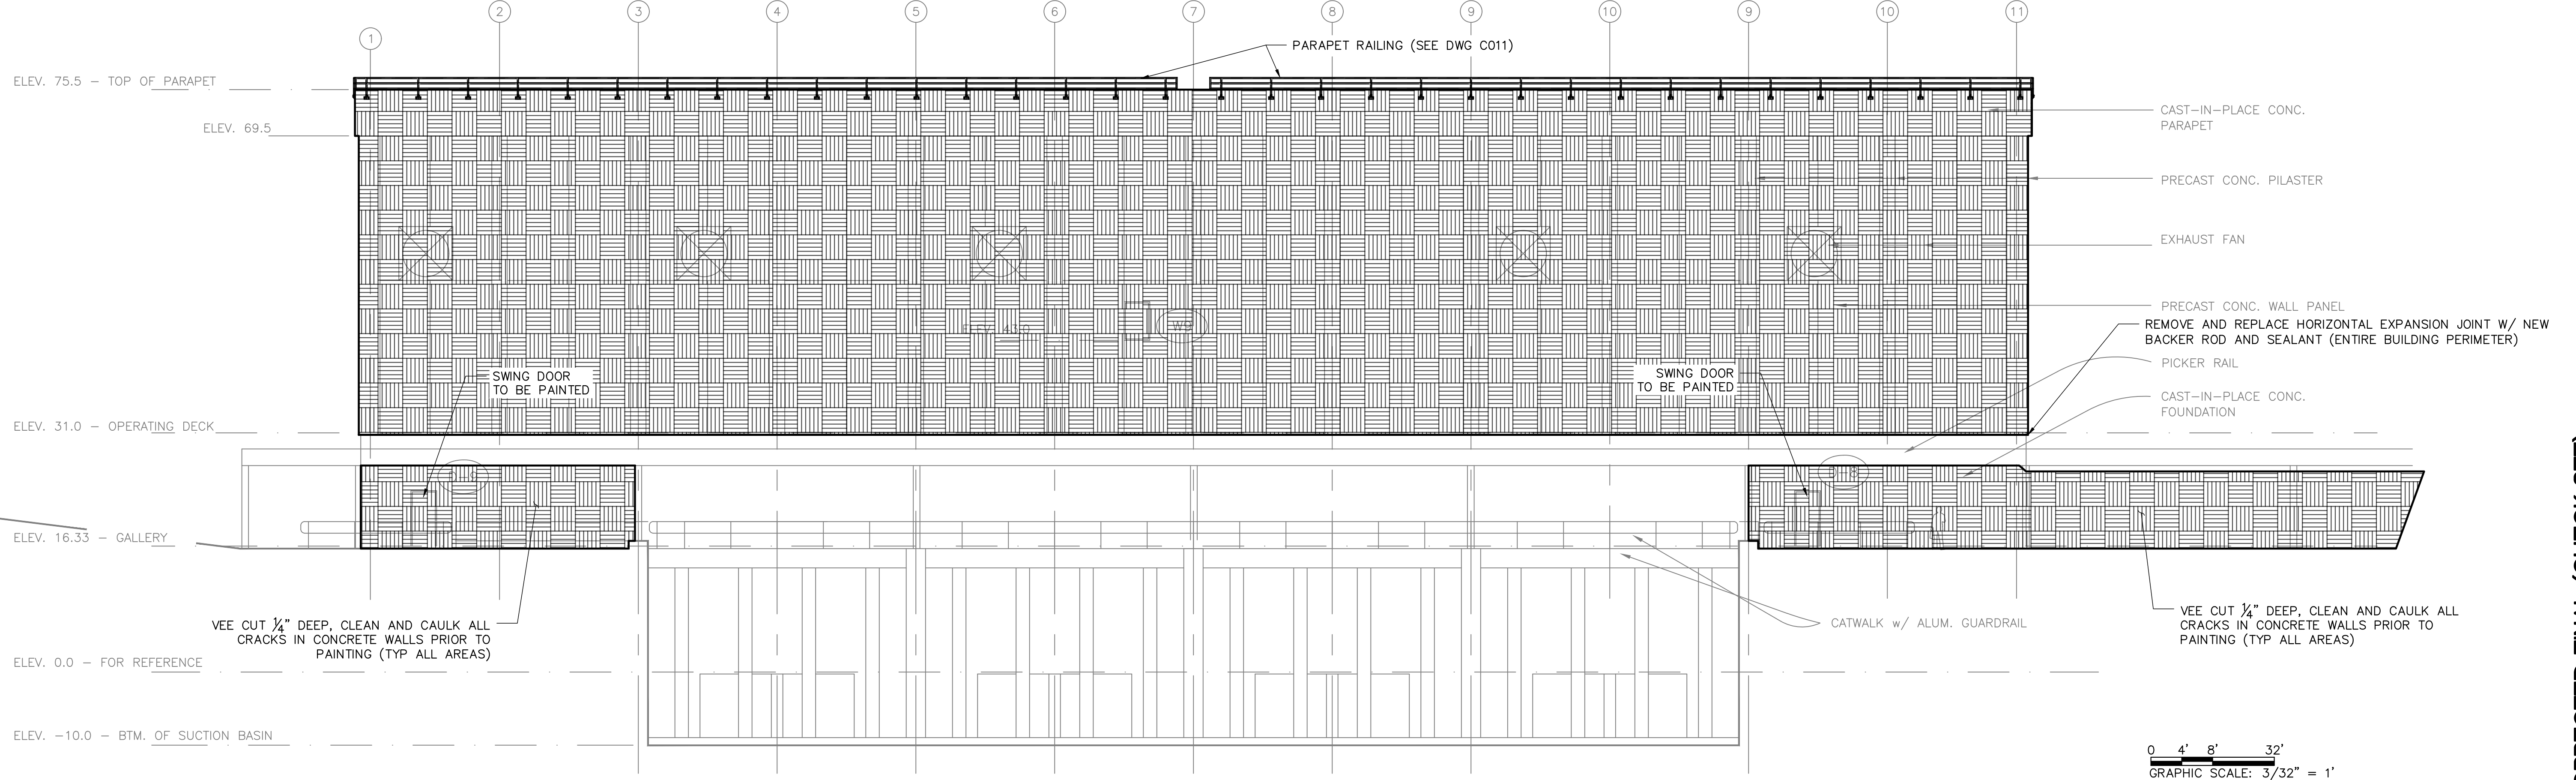 1
2
3
4
5
6
7
8
9
10
9
10
11
PARAPET RAILING (SEE DWG C011)
ELEV. 75.5 – TOP OF PARAPET
ELEV. 69.5
CAST-IN-PLACE CONC.
PARAPET
PRECAST CONC. PILASTER
EXHAUST FAN
PRECAST CONC. WALL PANEL
ELEV. 43.0
W9
REMOVE AND REPLACE HORIZONTAL EXPANSION JOINT W/ NEW
BACKER ROD AND SEALANT (ENTIRE BUILDING PERIMETER)
PICKER RAIL
SWING DOOR
TO BE PAINTED
SWING DOOR
TO BE PAINTED
CAST-IN-PLACE CONC.
FOUNDATION
ELEV. 31.0 – OPERATING DECK
D-8
ELEV. 16.33 – GALLERY
VEE CUT ¼" DEEP, CLEAN AND CAULK ALL
CRACKS IN CONCRETE WALLS PRIOR TO
PAINTING (TYP ALL AREAS)
CATWALK w/ ALUM. GUARDRAIL
VEE CUT ¼" DEEP, CLEAN AND CAULK ALL
CRACKS IN CONCRETE WALLS PRIOR TO
PAINTING (TYP ALL AREAS)
ELEV. 0.0 – FOR REFERENCE
ELEV. -10.0 – BTM. OF SUCTION BASIN
0 4' 8' 32'
GRAPHIC SCALE: 3/32" = 1'